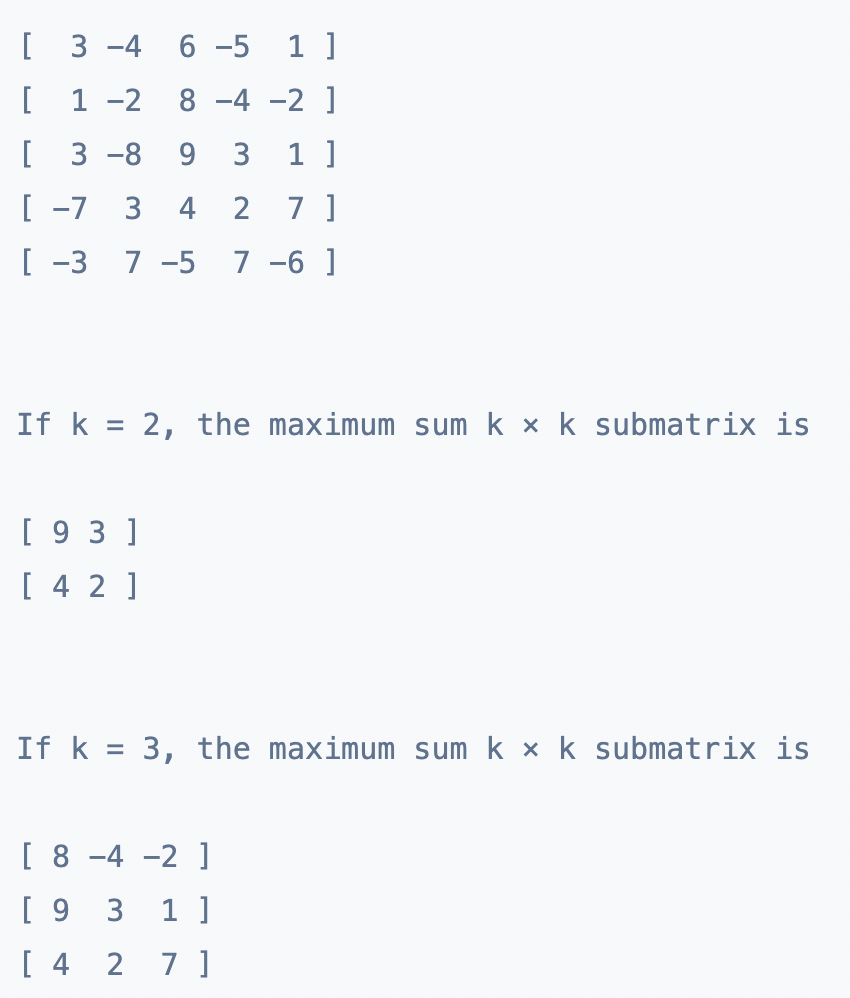 [  3 −4  6 −5  1 ]
[  1 −2  8 −4 −2 ]
[  3 −8  9  3  1 ]
[ −7  3  4  2  7 ]
[ −3  7 −5  7 −6 ]
If k = 2, the maximum sum k × k submatrix is
[ 9 3 ]
[ 4 2 ]
If k = 3, the maximum sum k × k submatrix is
[ 8 −4 −2 ]
[ 9  3  1 ]
[ 4  2  7 ]